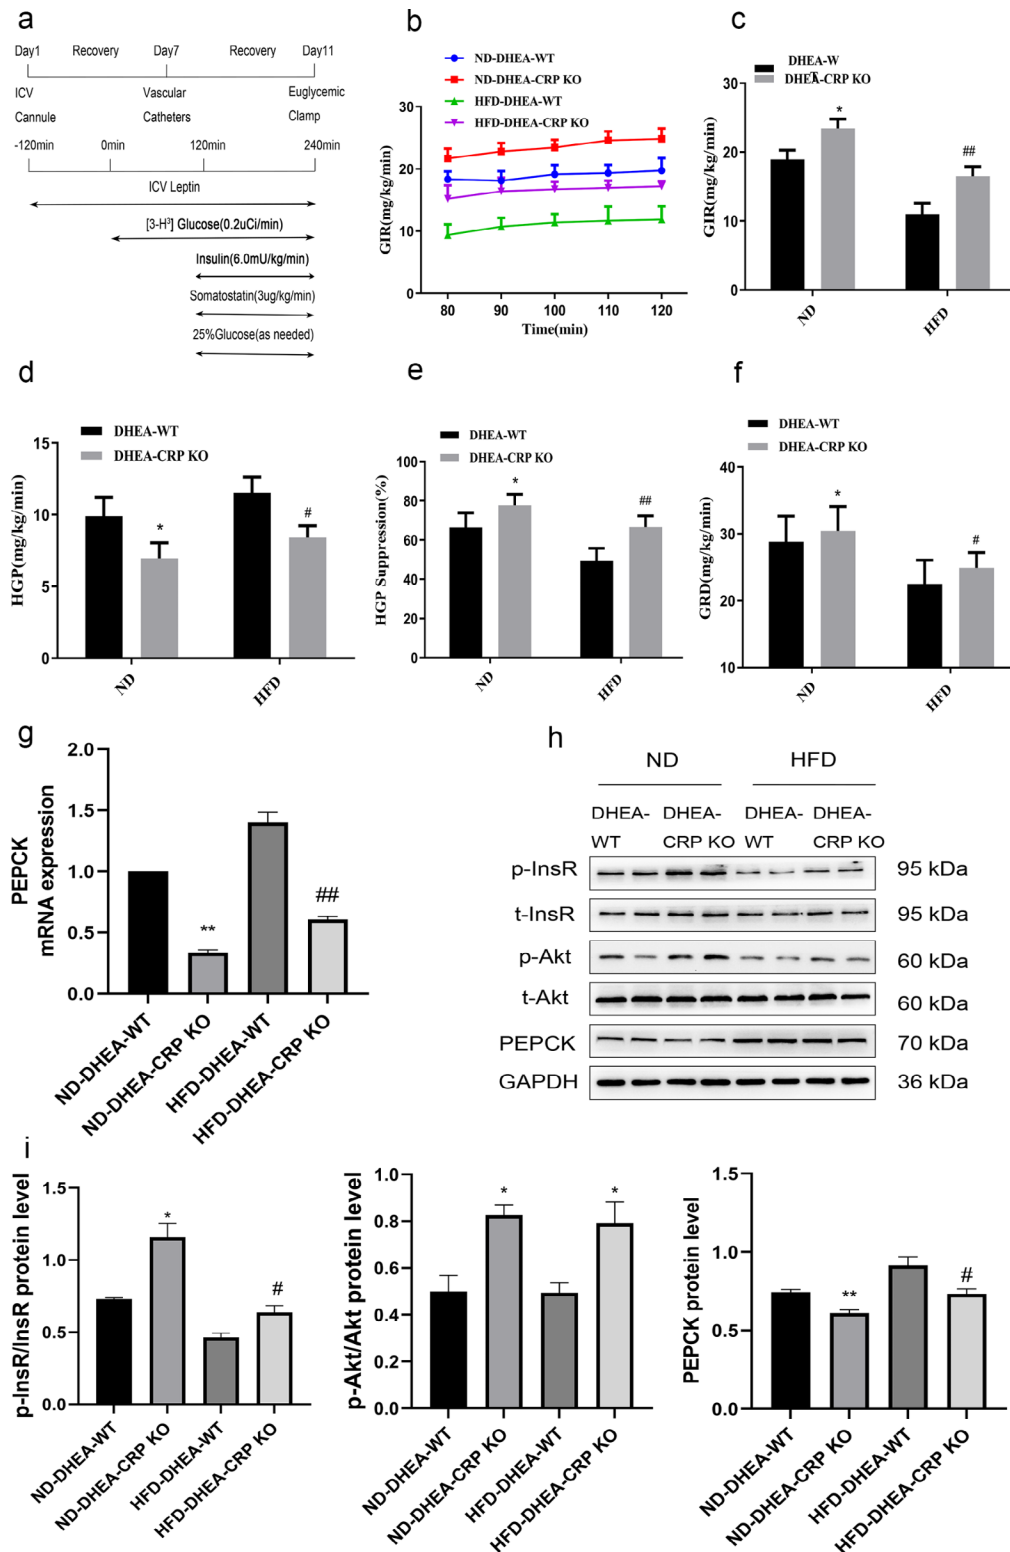 a
Day1 Recovery Day7 Recovery Day11
ICV Vascular Euglycemic
Cannule Catheters Clamp
-120min 0min 120min 240min
ICV Leptin
[3-H³] Glucose(0.2uCi/min)
Insulin(6.0mU/kg/min)
Somatostatin(3ug/kg/min)
25%Glucose(as needed)
b
ND-DHEA-WT
ND-DHEA-CRP KO
HFD-DHEA-WT
HFD-DHEA-CRP KO
GIR(mg/kg/min)
30
20
10
0
80 90 100 110 120
Time(min)
c
DHEA-W
T
DHEA-CRP KO
GIR(mg/kg/min)
30
20
10
0
*
##
ND HFD
d
DHEA-WT
DHEA-CRP KO
HGP(mg/kg/min)
15
10
5
0
*
#
ND HFD
e
DHEA-WT
DHEA-CRP KO
HGP Suppression(%)
100
80
60
40
20
0
*
##
ND HFD
f
DHEA-WT
DHEA-CRP KO
GRD(mg/kg/min)
40
30
20
10
*
#
ND HFD
g
PEPCK
mRNA expression
2.0
1.5
1.0
0.5
0.0
**
##
ND-DHEA-WT
ND-DHEA-CRP KO
HFD-DHEA-WT
HFD-DHEA-CRP KO
h
ND HFD
DHEA- DHEA- DHEA- DHEA-
WT CRP KO WT CRP KO
p-InsR 95 kDa
t-InsR 95 kDa
p-Akt 60 kDa
t-Akt 60 kDa
PEPCK 70 kDa
GAPDH 36 kDa
i
p-InsR/InsR protein level
1.5
1.0
0.5
0.0
*
#
ND-DHEA-WT
ND-DHEA-CRP KO
HFD-DHEA-WT
HFD-DHEA-CRP KO
p-Akt/Akt protein level
1.0
0.8
0.6
0.4
0.2
0.0
*
*
ND-DHEA-WT
ND-DHEA-CRP KO
HFD-DHEA-WT
HFD-DHEA-CRP KO
PEPCK protein level
1.5
1.0
0.5
0.0
**
#
ND-DHEA-WT
ND-DHEA-CRP KO
HFD-DHEA-WT
HFD-DHEA-CRP KO